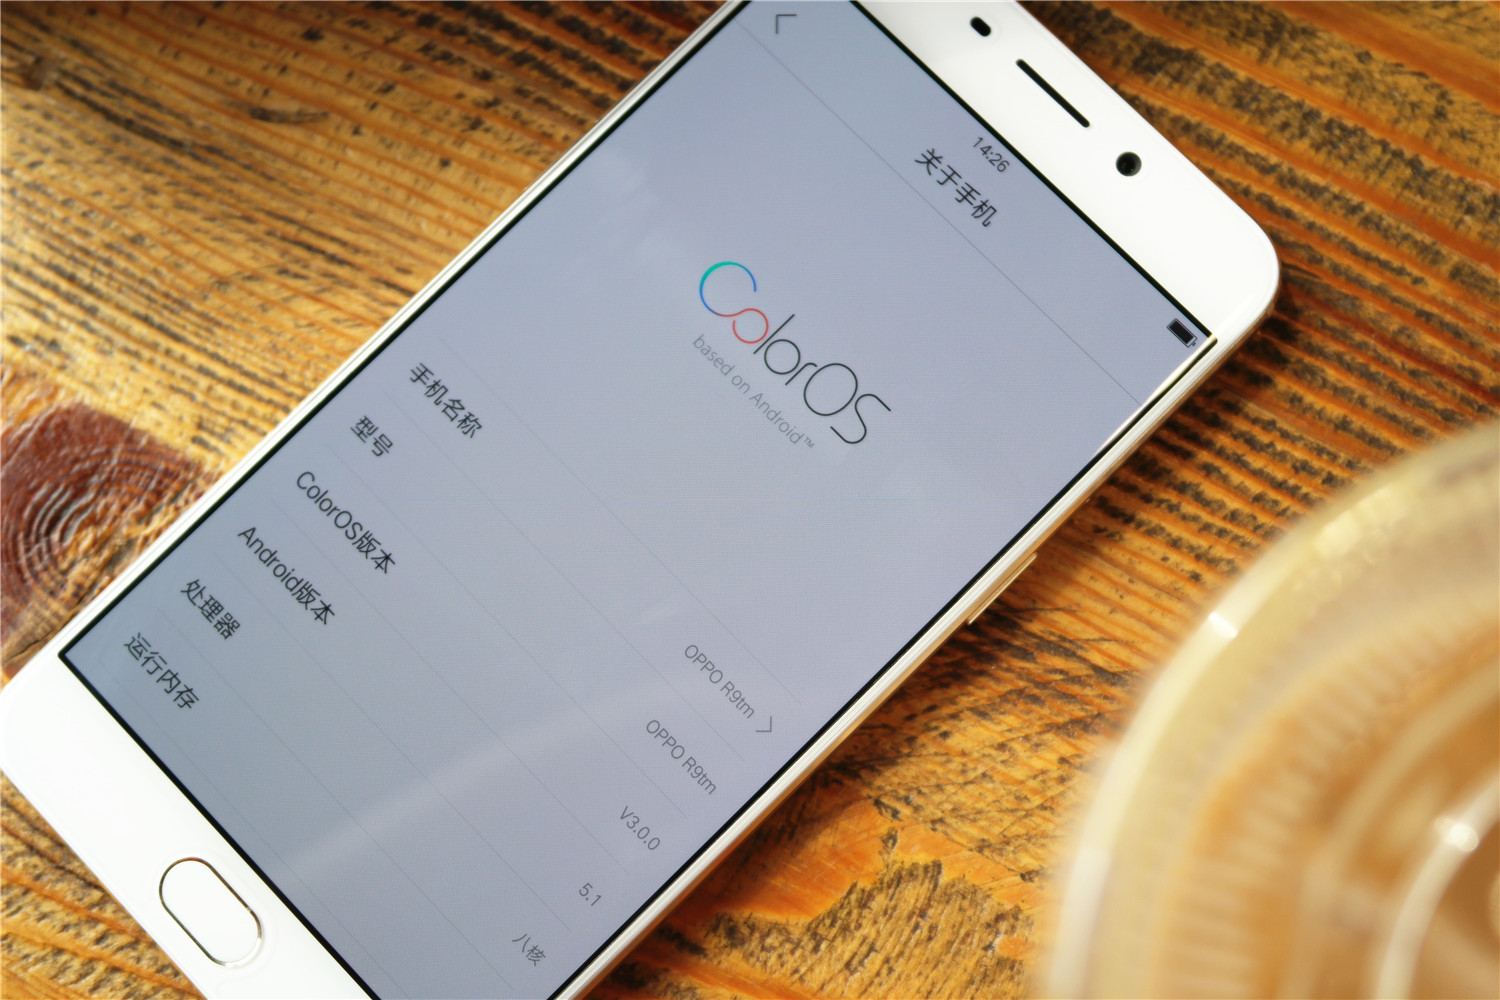 14:26
关于手机
ColorOS
based on Android™
手机名称 OPPO R9tm
型号 OPPO R9tm
ColorOS版本 V3.0.0
Android版本 5.1
处理器 八核
运行内存